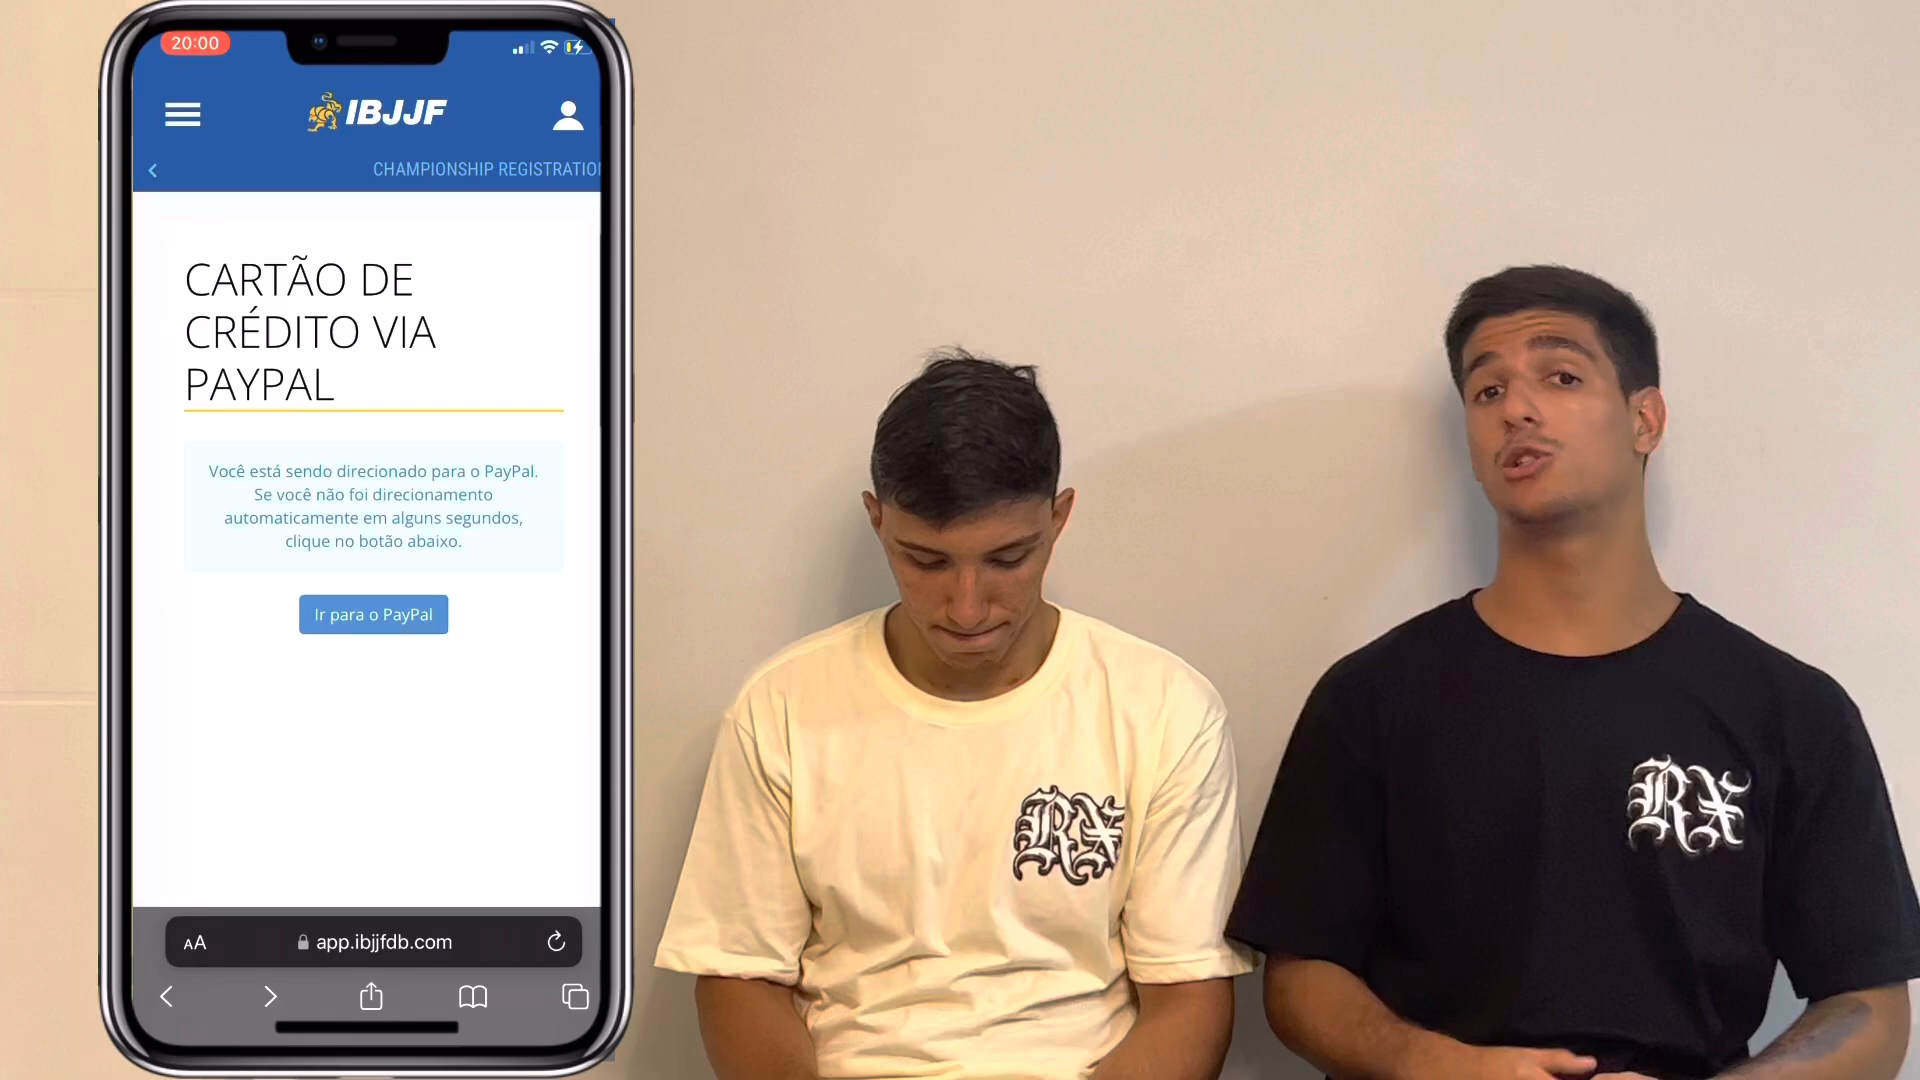 20:00
IBJJF
CHAMPIONSHIP REGISTRATIO
CARTÃO DE
CRÉDITO VIA
PAYPAL
Você está sendo direcionado para o PayPal.
Se você não foi direcionamento
automaticamente em alguns segundos,
clique no botão abaixo.
Ir para o PayPal
AA
app.ibjjfdb.com
RX
RX